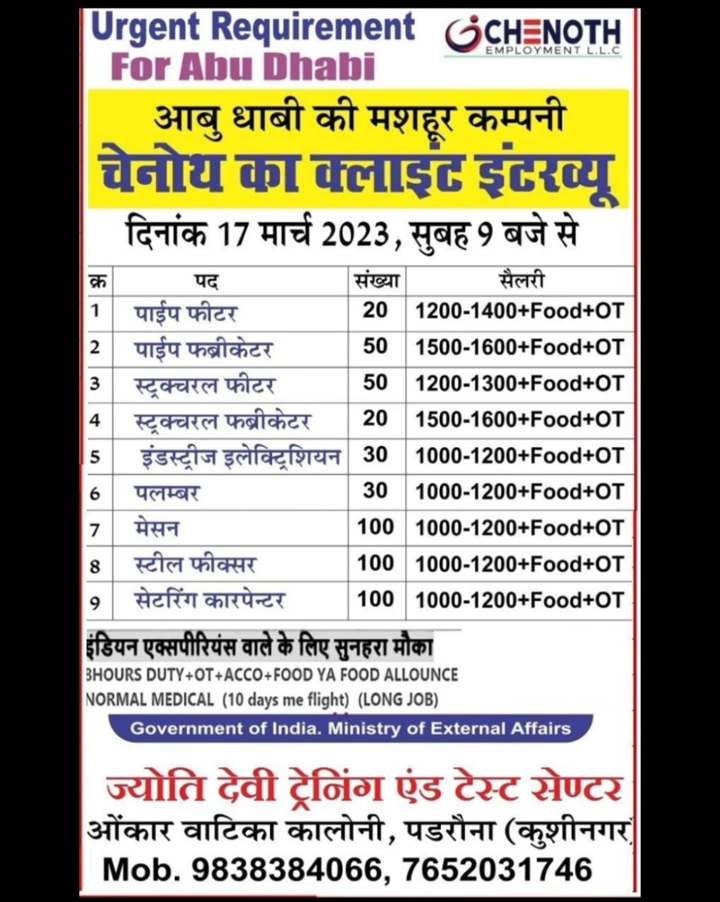 Urgent Requirement
For Abu Dhabi
CHENOTH
EMPLOYMENT L.L.C
आबु धाबी की मशहूर कम्पनी
चेनोथ का क्लाइंट इंटरव्यू
दिनांक 17 मार्च 2023, सुबह 9 बजे से
क्र पद संख्या सैलरी
1 पाईप फीटर 20 1200-1400+Food+OT
2 पाईप फब्रीकेटर 50 1500-1600+Food+OT
3 स्ट्रक्चरल फीटर 50 1200-1300+Food+OT
4 स्ट्रक्चरल फब्रीकेटर 20 1500-1600+Food+OT
5 इंडस्ट्रीज इलेक्ट्रिशियन 30 1000-1200+Food+OT
6 पलम्बर 30 1000-1200+Food+OT
7 मेसन 100 1000-1200+Food+OT
8 स्टील फीक्सर 100 1000-1200+Food+OT
9 सेटरिंग कारपेन्टर 100 1000-1200+Food+OT
इंडियन एक्सपीरियंस वाले के लिए सुनहरा मौका
8HOURS DUTY+OT+ACCO+FOOD YA FOOD ALLOUNCE
NORMAL MEDICAL (10 days me flight) (LONG JOB)
Government of India. Ministry of External Affairs
ज्योति देवी ट्रेनिंग एंड टेस्ट सेण्टर
ओंकार वाटिका कालोनी, पडरौना (कुशीनगर)
Mob. 9838384066, 7652031746